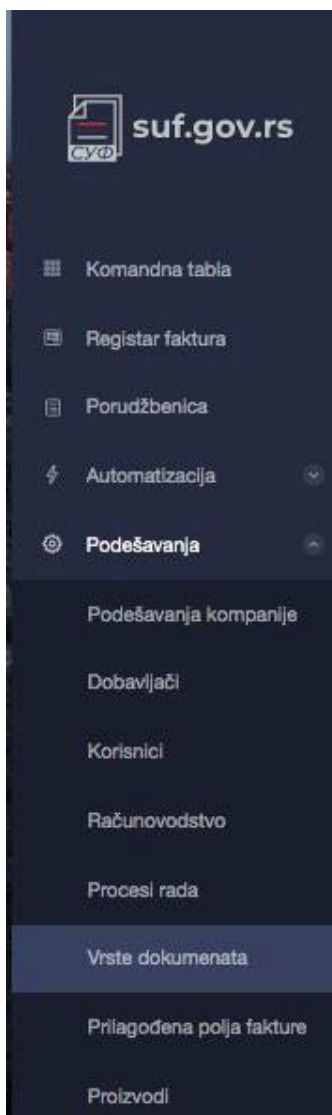 СУФ
suf.gov.rs
Komandna tabla
Registar faktura
Porudžbenica
Automatizacija
Podešavanja
Podešavanja kompanije
Dobavljači
Korisnici
Računovodstvo
Procesi rada
Vrste dokumenata
Prilagođena polja fakture
Proizvodi